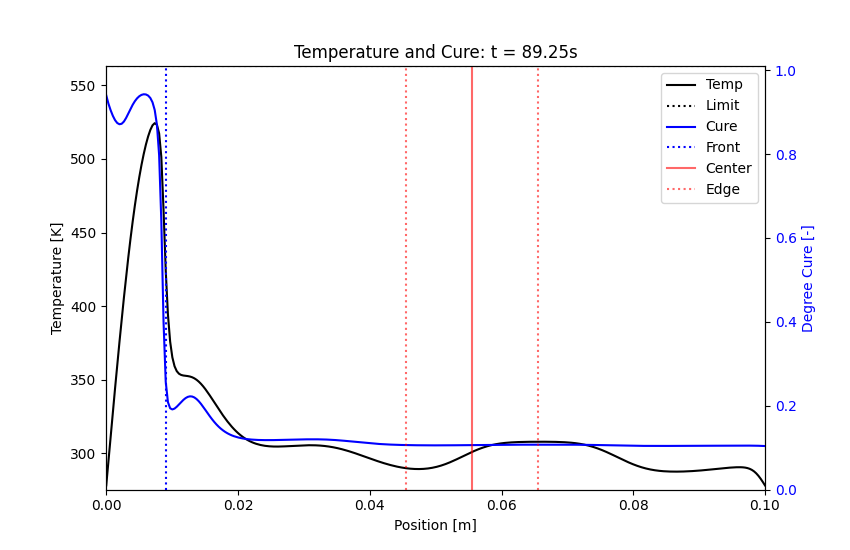 Temperature and Cure: t = 89.25s
Temperature [K]
550
500
450
400
350
300
Temp
Limit
Cure
Front
Center
Edge
1.0
0.8
0.6
0.4
0.2
0.0
Degree Cure [-]
0.00
0.02
0.04
0.06
0.08
0.10
Position [m]